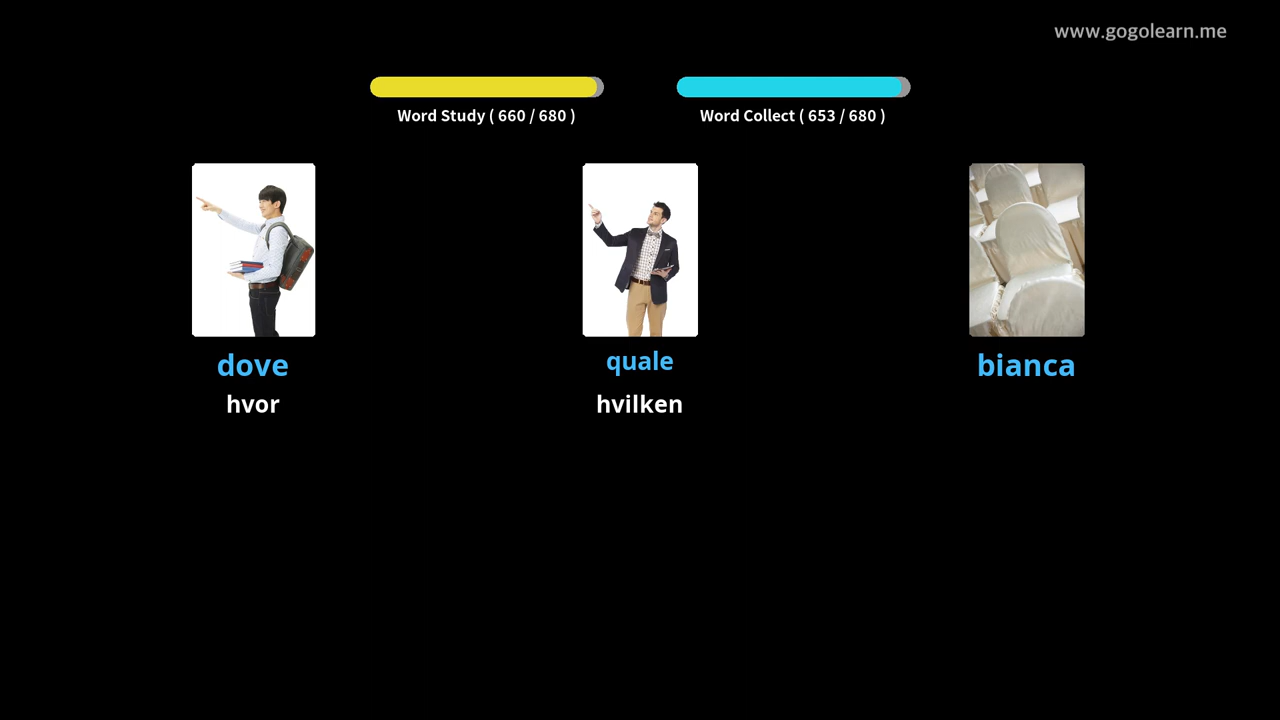 www.gogolearn.me
Word Study ( 660 / 680 )
Word Collect ( 653 / 680 )
dove
quale
bianca
hvor
hvilken